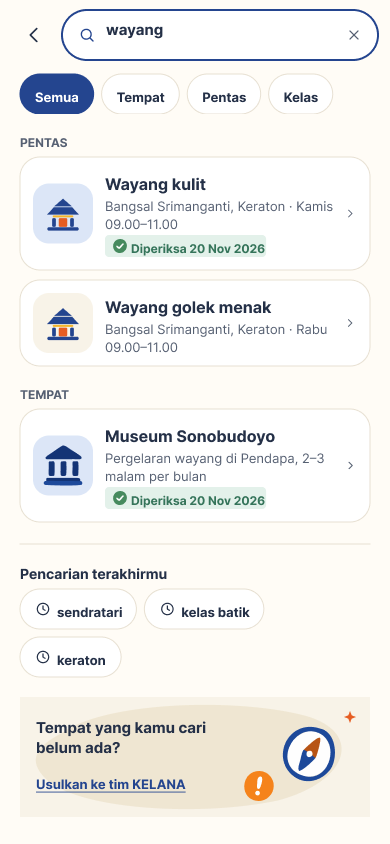 wayang
Semua
Tempat
Pentas
Kelas
PENTAS
Wayang kulit
Bangsal Srimanganti, Keraton · Kamis
09.00–11.00
Diperiksa 20 Nov 2026
Wayang golek menak
Bangsal Srimanganti, Keraton · Rabu
09.00–11.00
TEMPAT
Museum Sonobudoyo
Pergelaran wayang di Pendapa, 2–3
malam per bulan
Diperiksa 20 Nov 2026
Pencarian terakhirmu
sendratari
kelas batik
keraton
Tempat yang kamu cari
belum ada?
Usulkan ke tim KELANA